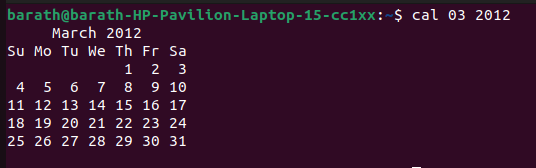 barath@barath-HP-Pavilion-Laptop-15-cc1xx:~$ cal 03 2012
     March 2012
Su Mo Tu We Th Fr Sa
             1  2  3
 4  5  6  7  8  9 10
11 12 13 14 15 16 17
18 19 20 21 22 23 24
25 26 27 28 29 30 31